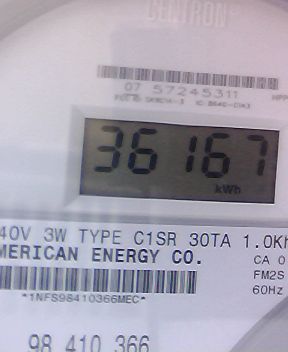 CENTRON®
07 57245311
36167
kWh
40V 3W TYPE C1SR 30TA 1.0Kh
MERICAN ENERGY CO.
CA 0
FM2S
60Hz
*1NFS98410366MEC*
98 410 366